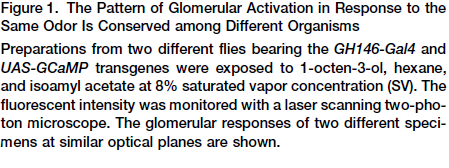 Figure 1. The Pattern of Glomerular Activation in Response to the
Same Odor Is Conserved among Different Organisms
Preparations from two different flies bearing the GH146-Gal4 and
UAS-GCaMP transgenes were exposed to 1-octen-3-ol, hexane,
and isoamyl acetate at 8% saturated vapor concentration (SV). The
fluorescent intensity was monitored with a laser scanning two-pho-
ton microscope. The glomerular responses of two different speci-
mens at similar optical planes are shown.